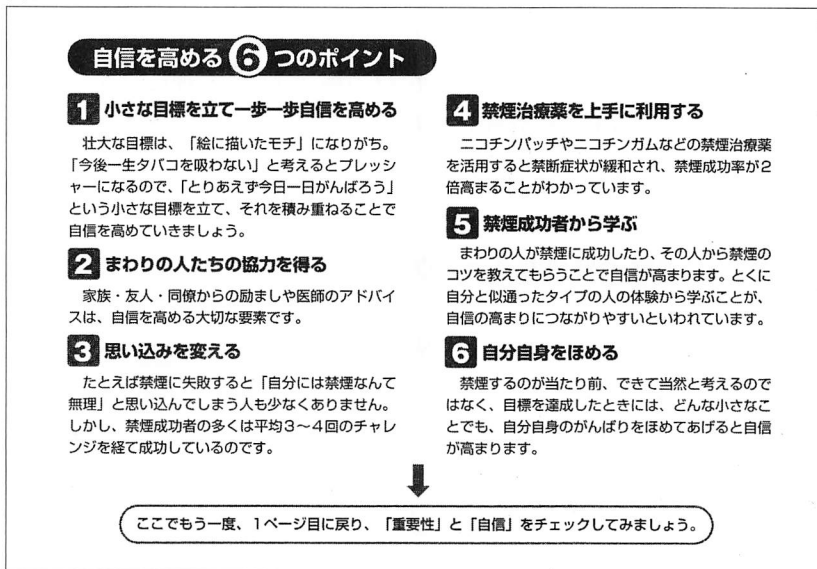 自信を高める6つのポイント
1 小さな目標を立て一歩一歩自信を高める
壮大な目標は、「絵に描いたモチ」になりがち。
「今後一生タバコを吸わない」と考えるとプレッシ
ャーになるので、「とりあえず今日一日がんばろう」
という小さな目標を立て、それを積み重ねることで
自信を高めていきましょう。
2 まわりの人たちの協力を得る
家族・友人・同僚からの励ましや医師のアドバイ
スは、自信を高める大切な要素です。
3 思い込みを変える
たとえば禁煙に失敗すると「自分には禁煙なんて
無理」と思い込んでしまう人も少なくありません。
しかし、禁煙成功者の多くは平均3〜4回のチャレ
ンジを経て成功しているのです。
4 禁煙治療薬を上手に利用する
ニコチンパッチやニコチンガムなどの禁煙治療薬
を活用すると禁断症状が緩和され、禁煙成功率が2
倍高まることがわかっています。
5 禁煙成功者から学ぶ
まわりの人が禁煙に成功したり、その人から禁煙の
コツを教えてもらうことで自信が高まります。とくに
自分と似通ったタイプの人の体験から学ぶことが、
自信の高まりにつながりやすいといわれています。
6 自分自身をほめる
禁煙するのが当たり前、できて当然と考えるので
はなく、目標を達成したときには、どんな小さなこ
とでも、自分自身のがんばりをほめてあげると自信
が高まります。
ここでもう一度、1ページ目に戻り、「重要性」と「自信」をチェックしてみましょう。